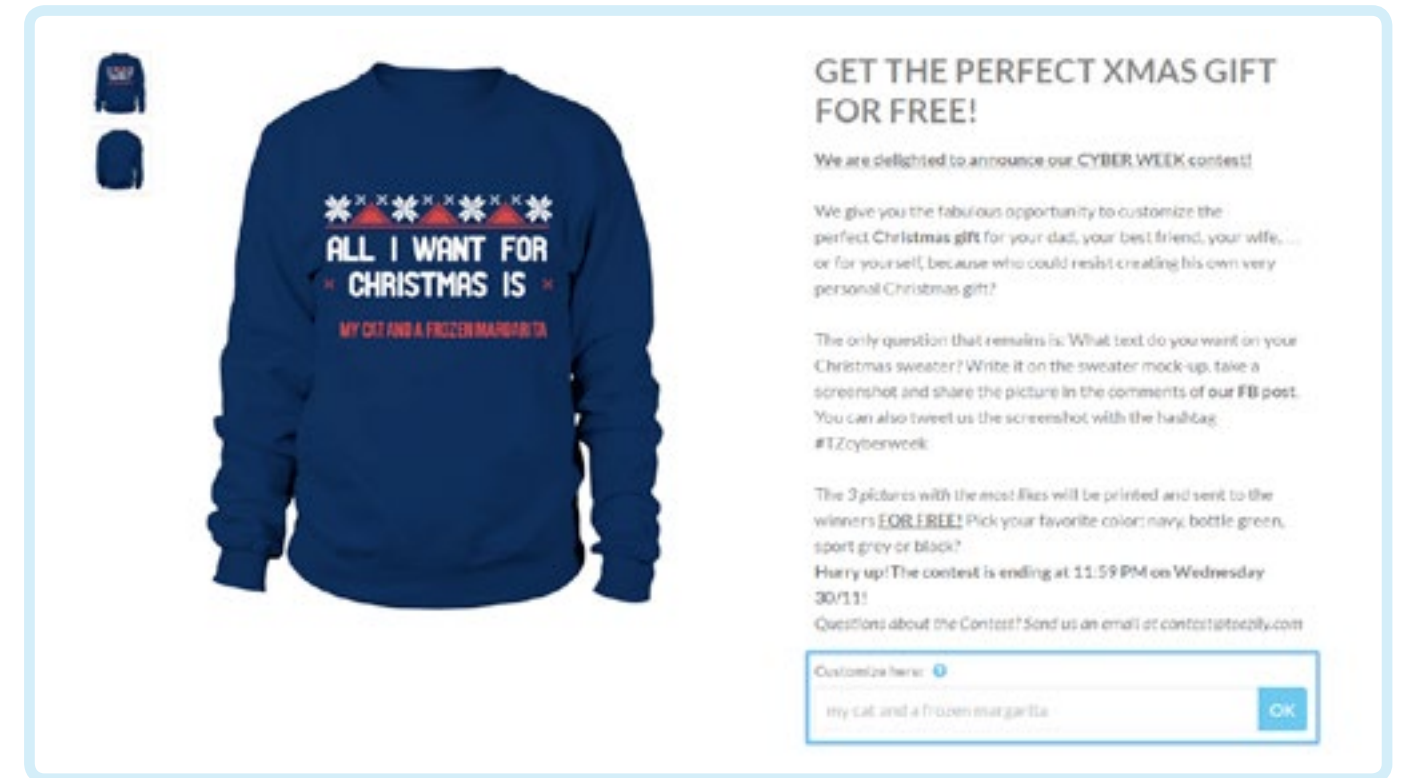 ALL I WANT FOR
CHRISTMAS IS
MY CAT AND A FROZEN MARGARITA
GET THE PERFECT XMAS GIFT
FOR FREE!
We are delighted to announce our CYBER WEEK contest!
We give you the fabulous opportunity to customize the
perfect Christmas gift for your dad, your best friend, your wife, ...
or for yourself, because who could resist creating his own very
personal Christmas gift?
The only question that remains is: What text do you want on your
Christmas sweater? Write it on the sweater mock-up, take a
screenshot and share the picture in the comments of our FB post.
You can also tweet us the screenshot with the hashtag
#TZcyberweek
The 3 pictures with the most likes will be printed and sent to the
winners FOR FREE! Pick your favorite color: navy, bottle green,
sport grey or black?
Hurry up! The contest is ending at 11:59 PM on Wednesday
30/11!
Questions about the Contest? Send us an email at contest@teezily.com
Customize here:
my cat and a frozen margarita
OK